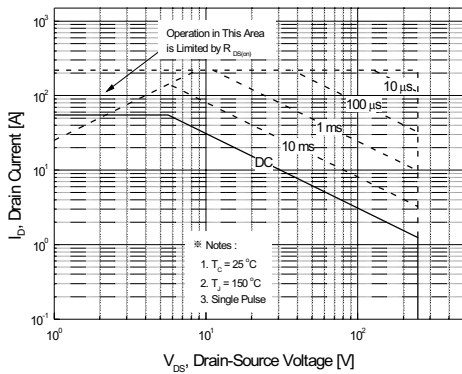 10³
10²
10¹
10⁰
10⁻¹
I_D, Drain Current [A]
Operation in This Area
is Limited by R_DS(on)
10 μs
100 μs
1 ms
10 ms
DC
※ Notes :
1. T_C = 25 °C
2. T_J = 150 °C
3. Single Pulse
10⁰
10¹
10²
V_DS, Drain-Source Voltage [V]